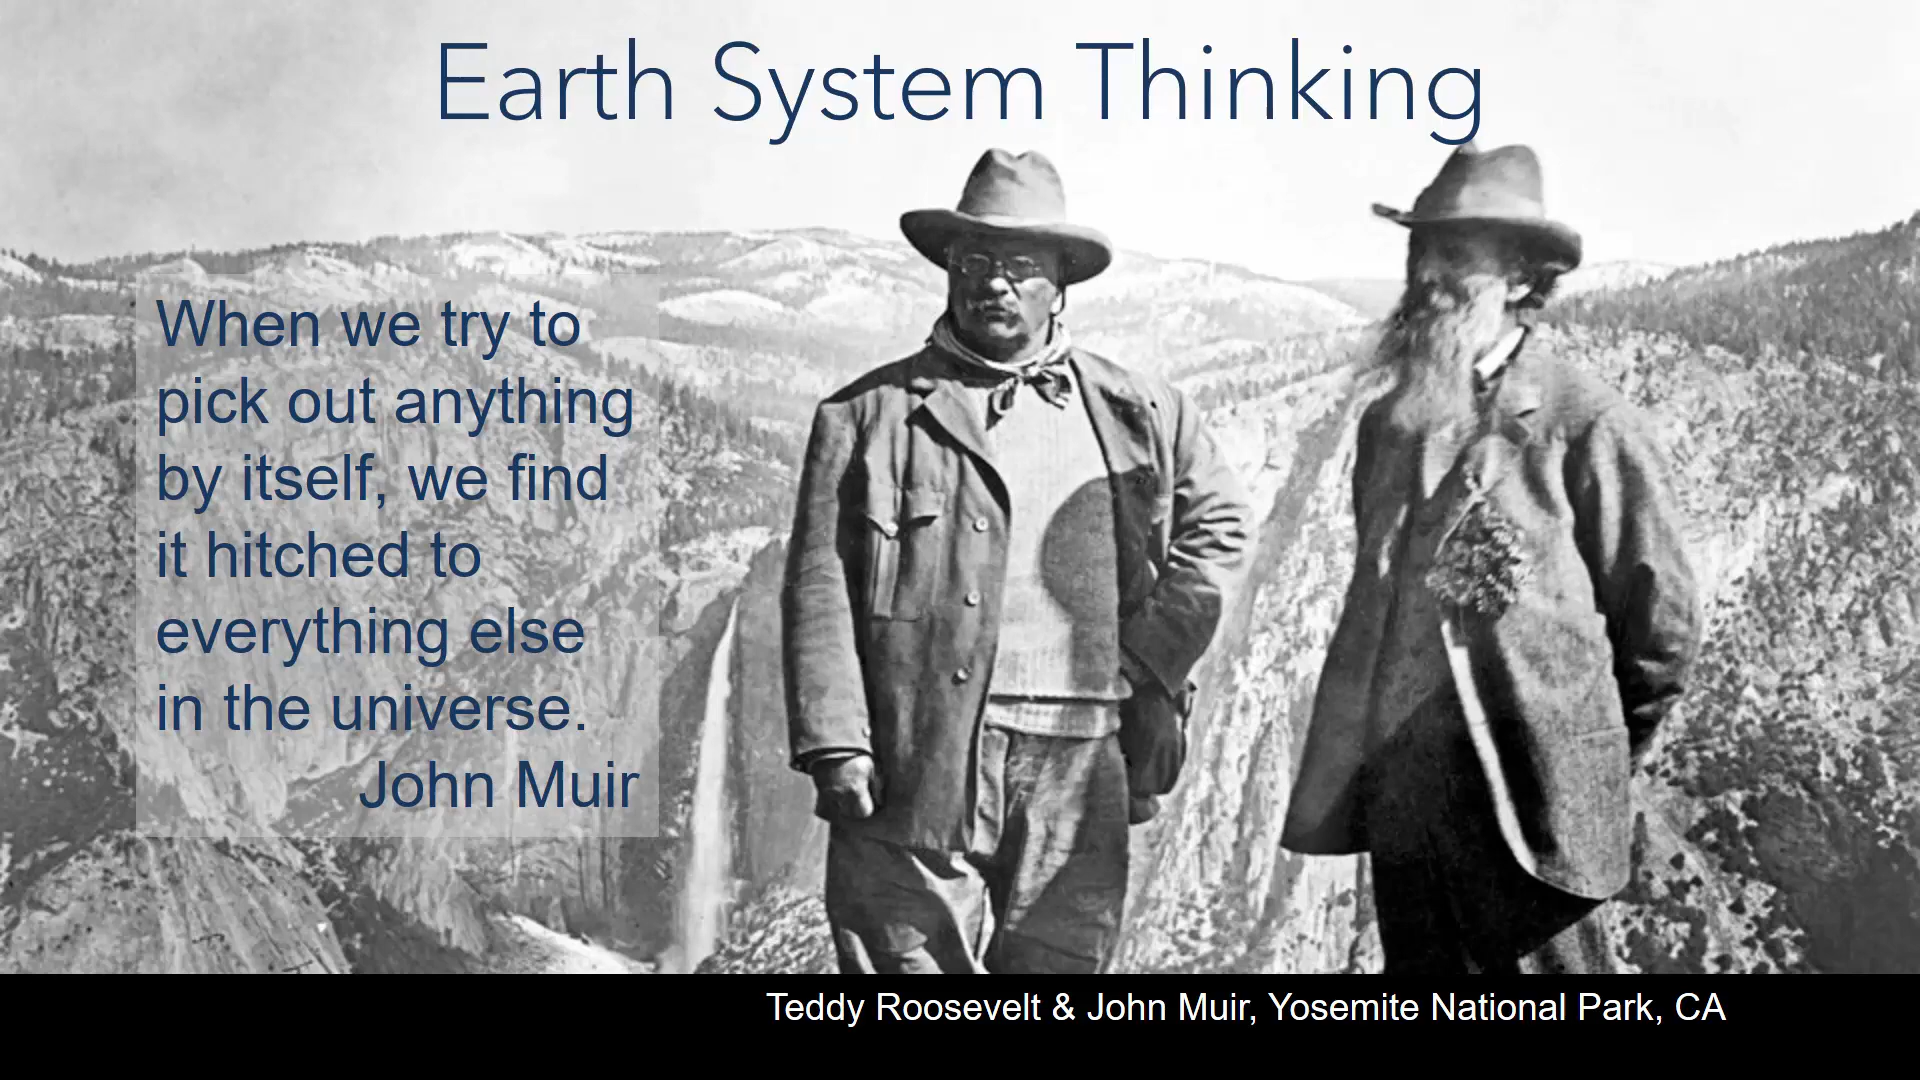 Earth System Thinking
When we try to
pick out anything
by itself, we find
it hitched to
everything else
in the universe.
John Muir
Teddy Roosevelt & John Muir, Yosemite National Park, CA